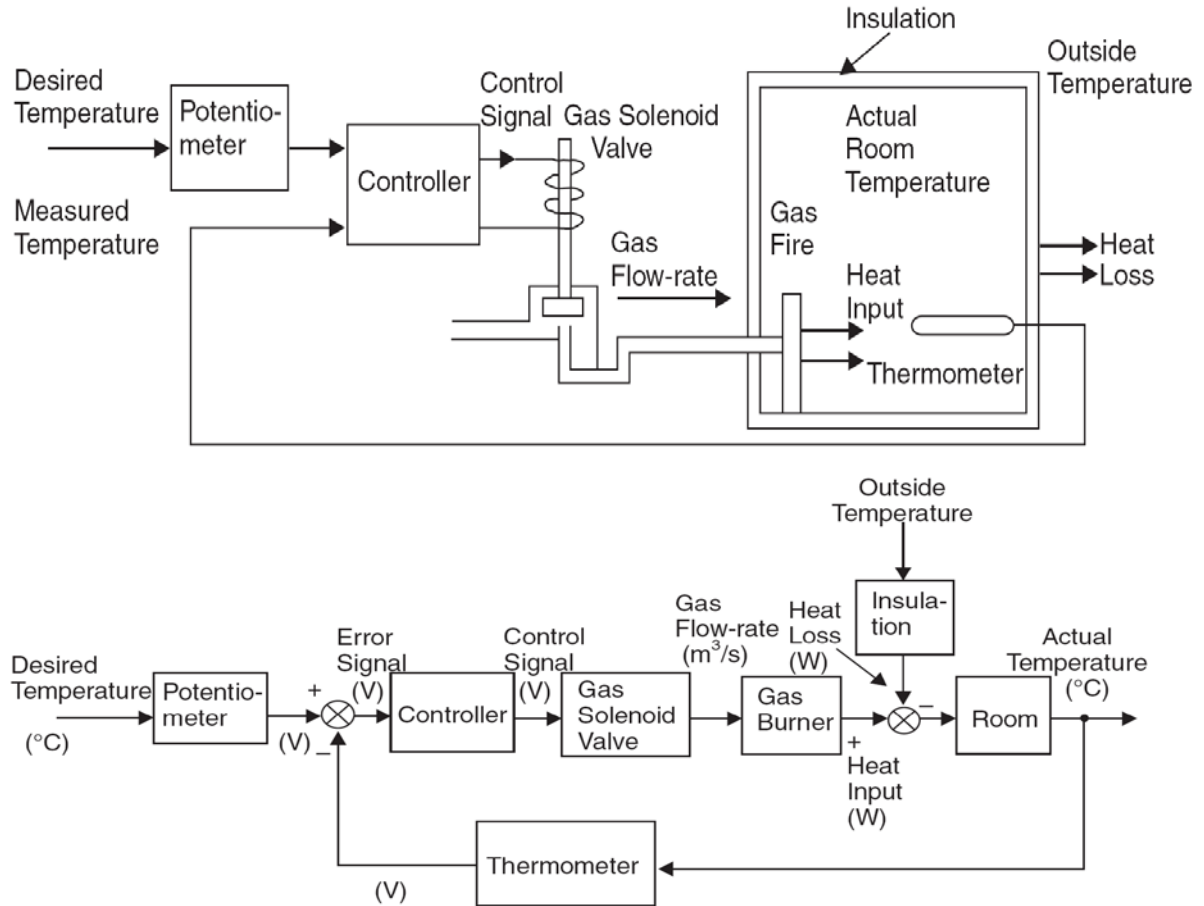 Insulation
Desired
Temperature
Potentio-
meter
Control
Signal
Gas Solenoid
Valve
Outside
Temperature
Controller
Actual
Room
Temperature
Measured
Temperature
Gas
Flow-rate
Gas
Fire
Heat
Input
Heat
Loss
Thermometer
Outside
Temperature
Insula-
tion
Desired
Temperature
(°C)
Potentio-
meter
(V)
+
–
Error
Signal
(V)
Controller
Control
Signal
(V)
Gas
Solenoid
Valve
Gas
Flow-rate
(m³/s)
Gas
Burner
Heat
Loss
(W)
–
+
Heat
Input
(W)
Room
Actual
Temperature
(°C)
Thermometer
(V)